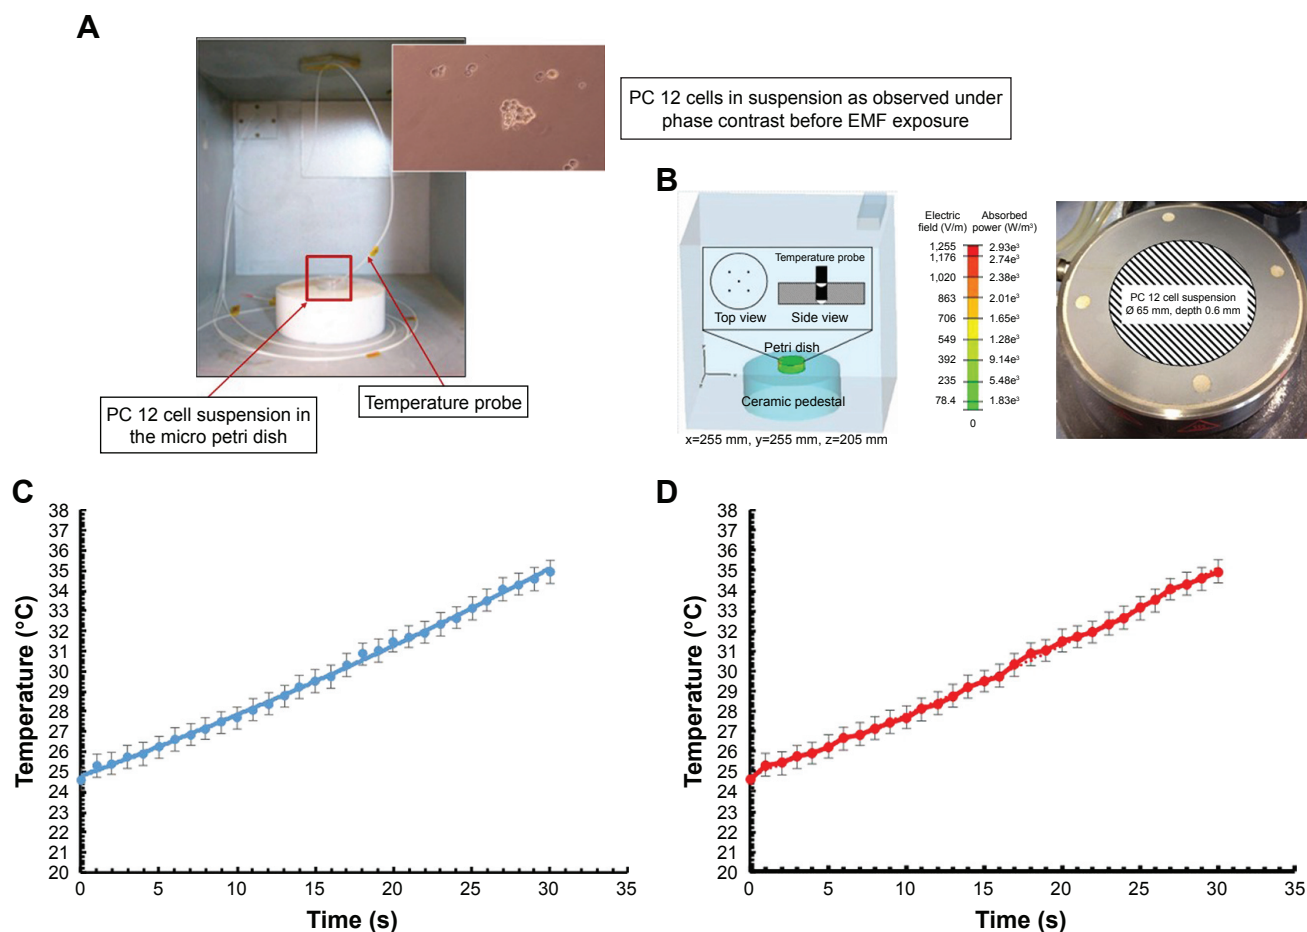 A
PC 12 cells in suspension as observed under
phase contrast before EMF exposure
PC 12 cell suspension in
the micro petri dish
Temperature probe
B
Temperature probe
Top view
Side view
Petri dish
Ceramic pedestal
x=255 mm, y=255 mm, z=205 mm
Electric
field (V/m)
Absorbed
power (W/m³)
1,255 2.93e³
1,176 2.74e³
1,020 2.38e³
863 2.01e³
706 1.65e³
549 1.28e³
392 9.14e³
235 5.48e³
78.4 1.83e³
0
PC 12 cell suspension
Ø 65 mm, depth 0.6 mm
C
Temperature (°C)
38
37
36
35
34
33
32
31
30
29
28
27
26
25
24
23
22
21
20
0 5 10 15 20 25 30 35
Time (s)
D
Temperature (°C)
38
37
36
35
34
33
32
31
30
29
28
27
26
25
24
23
22
21
20
0 5 10 15 20 25 30 35
Time (s)